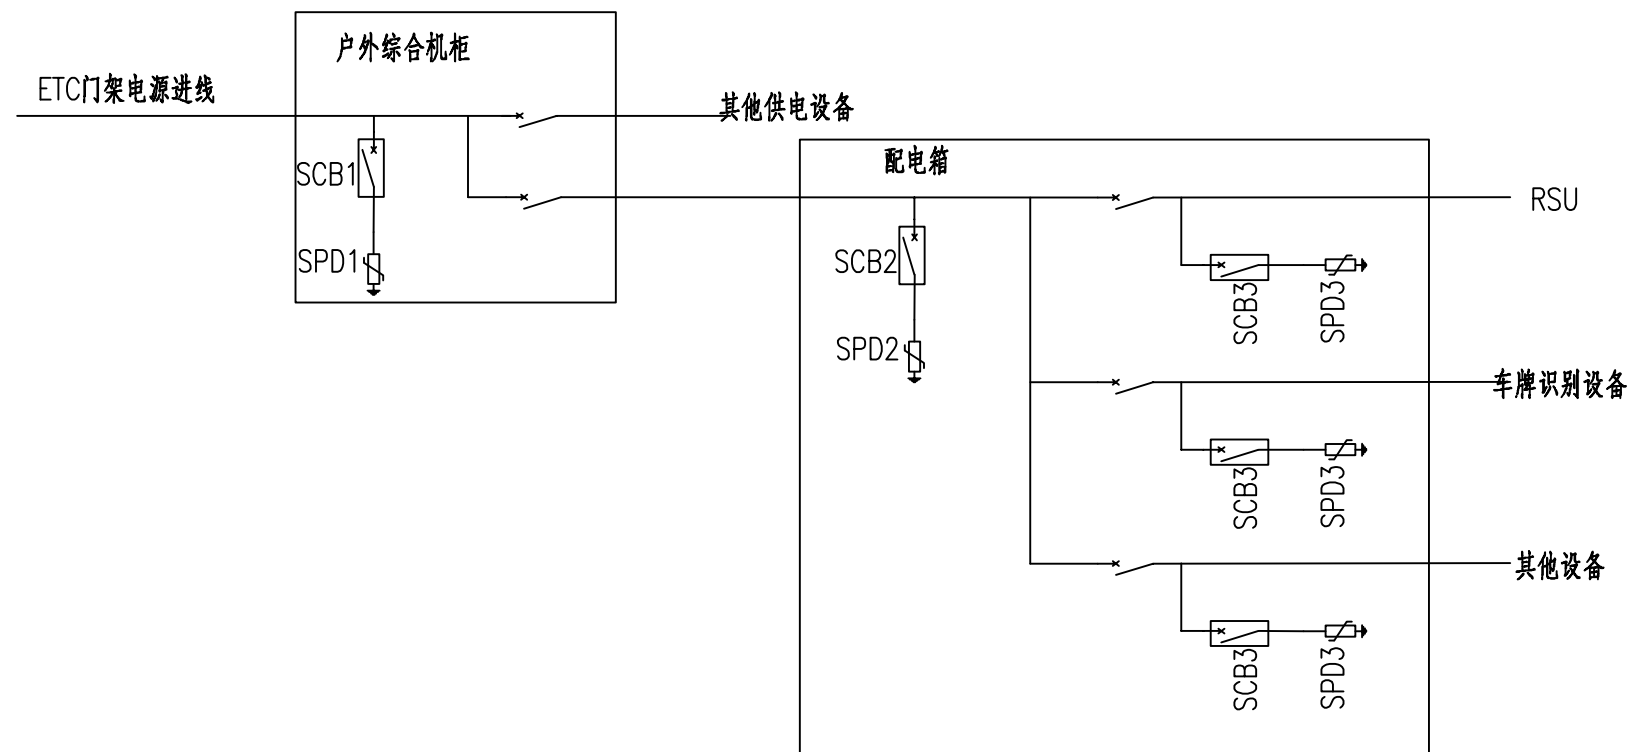 户外综合机柜
ETC门架电源进线
其他供电设备
配电箱
SCB1
RSU
SPD1
SCB2
SCB3
SPD3
SPD2
车牌识别设备
SCB3
SPD3
其他设备
SCB3
SPD3